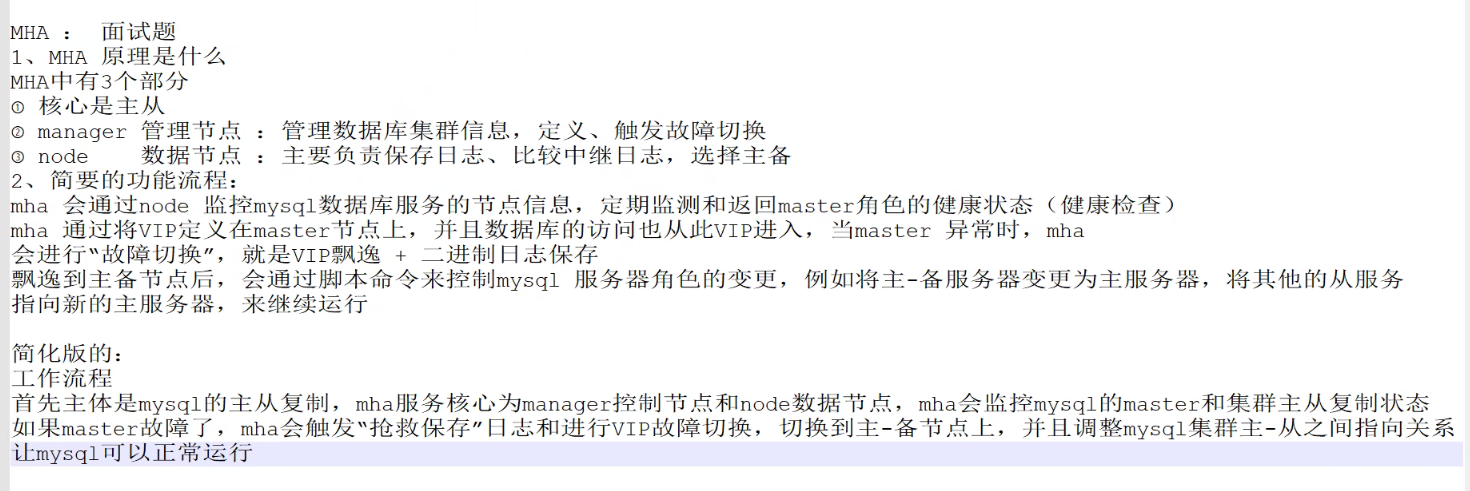 MHA ： 面试题
1、MHA 原理是什么
MHA中有3个部分
① 核心是主从
② manager 管理节点 ：管理数据库集群信息，定义、触发故障切换
③ node 数据节点 ：主要负责保存日志、比较中继日志，选择主备
2、简要的功能流程：
mha 会通过node 监控mysql数据库服务的节点信息，定期监测和返回master角色的健康状态（健康检查）
mha 通过将VIP定义在master节点上，并且数据库的访问也从此VIP进入，当master 异常时，mha
会进行“故障切换”，就是VIP飘逸 + 二进制日志保存
飘逸到主备节点后，会通过脚本命令来控制mysql 服务器角色的变更，例如将主-备服务器变更为主服务器，将其他的从服务
指向新的主服务器，来继续运行
简化版的：
工作流程
首先主体是mysql的主从复制，mha服务核心为manager控制节点和node数据节点，mha会监控mysql的master和集群主从复制状态
如果master故障了，mha会触发“抢救保存”日志和进行VIP故障切换，切换到主-备节点上，并且调整mysql集群主-从之间指向关系
让mysql可以正常运行